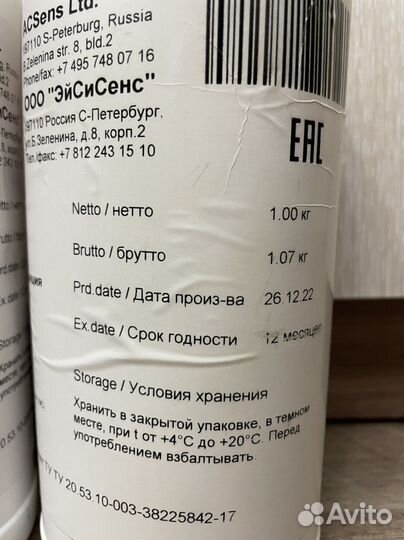 ACSens Ltd.
197110 S-Peterburg, Russia
B.Zelenina str. 8, bld.2
Phone/fax: +7 495 748 07 16
ООО "ЭйСиСенс"
197110 Россия С-Петербург,
ул.Б.Зеленина, д.8, корп.2
Тел./факс: +7 812 243 15 10
ЕАС
Netto / нетто 1.00 кг
Brutto / брутто 1.07 кг
Prd.date / Дата произ-ва 26.12.22
Ex.date / Срок годности 12 месяцев
Storage / Условия хранения
Хранить в закрытой упаковке, в темном
месте, при t от +4°C до +20°C. Перед
употреблением взбалтывать.
ТУ 20.53.10-003-38225842-17
Avito